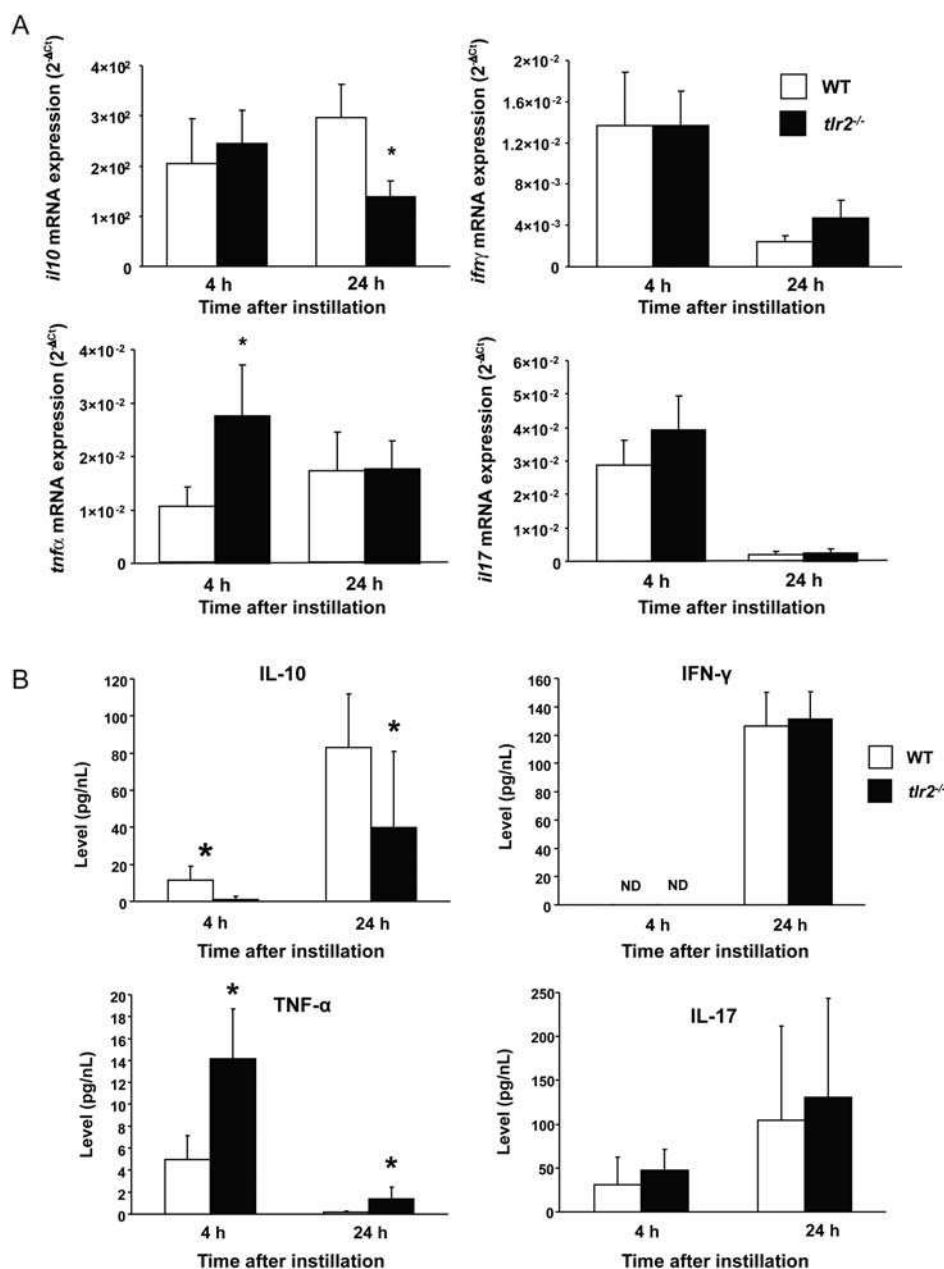 A
il10 mRNA expression (2-ΔCt)
4×10²
3×10²
2×10²
1×10²
0
*
4 h
24 h
Time after instillation
ifnγ mRNA expression (2-ΔCt)
2×10-2
1.6×10-2
1.2×10-2
8×10-3
4×10-3
0
4 h
24 h
Time after instillation
WT
tlr2-/-
tnfα mRNA expression (2-ΔCt)
4×10-2
3×10-2
2×10-2
1×10-2
0
*
4 h
24 h
Time after instillation
il17 mRNA expression (2-ΔCt)
6×10-2
5×10-2
4×10-2
3×10-2
2×10-2
1×10-2
0
4 h
24 h
Time after instillation
B
IL-10
Level (pg/nL)
120
100
80
60
40
20
0
*
*
4 h
24 h
Time after instillation
IFN-γ
Level (pg/nL)
160
140
120
100
80
60
40
20
0
ND
ND
4 h
24 h
Time after instillation
WT
tlr2-/-
TNF-α
Level (pg/nL)
20
18
16
14
12
10
8
6
4
2
0
*
*
4 h
24 h
Time after instillation
IL-17
Level (pg/nL)
250
200
150
100
50
0
4 h
24 h
Time after instillation